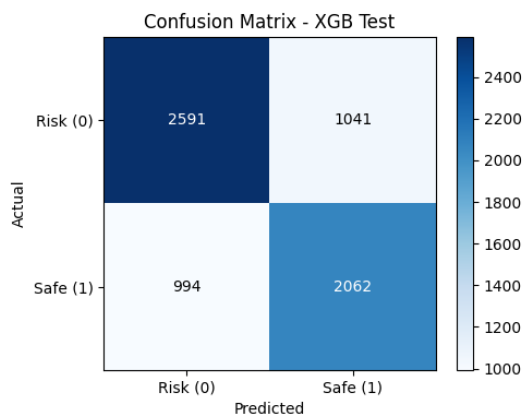 Confusion Matrix - XGB Test
Risk (0)
2591
1041
Safe (1)
994
2062
Actual
Risk (0)
Safe (1)
Predicted
2400
2200
2000
1800
1600
1400
1200
1000